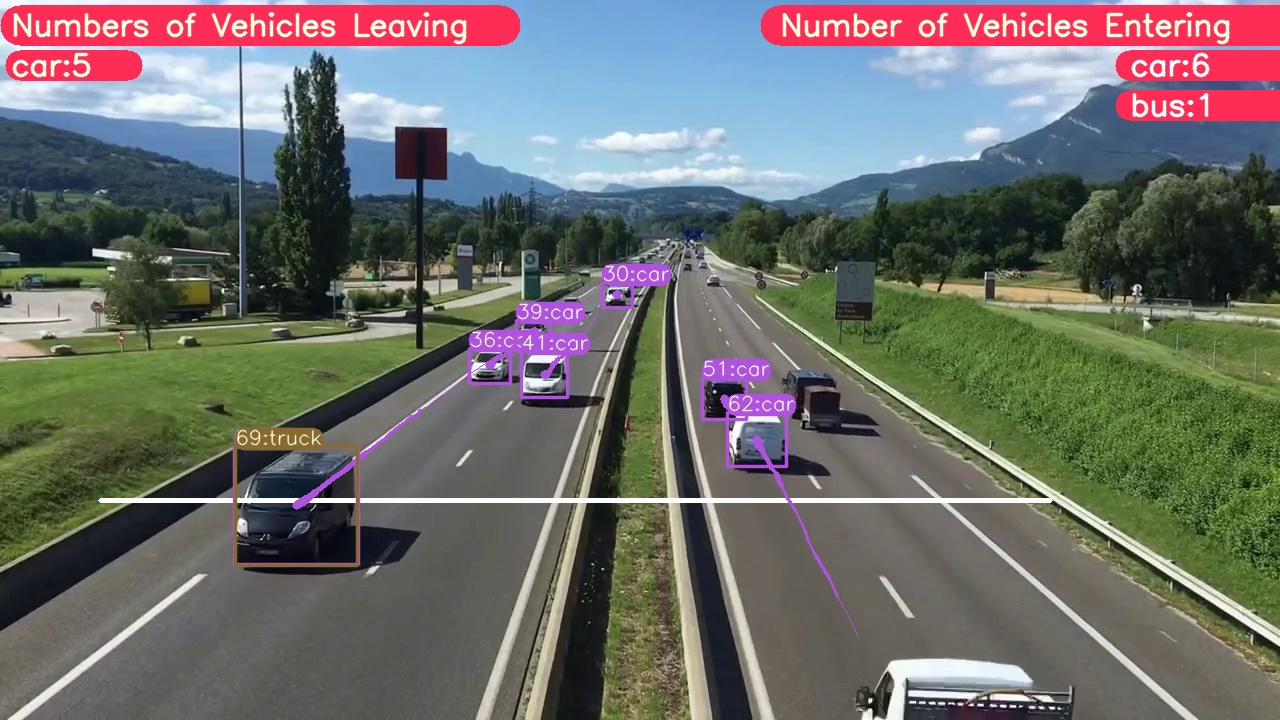 Numbers of Vehicles Leaving
Number of Vehicles Entering
car:5
car:6
bus:1
30:car
39:car
36:c
41:car
51:car
62:car
69:truck